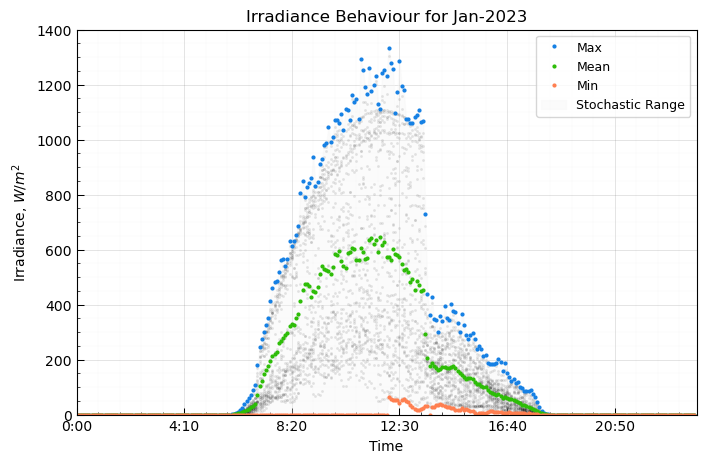 Irradiance Behaviour for Jan-2023
1400
1200
1000
800
600
400
200
0
Irradiance, W/m²
Max
Mean
Min
Stochastic Range
0:00 4:10 8:20 12:30 16:40 20:50
Time